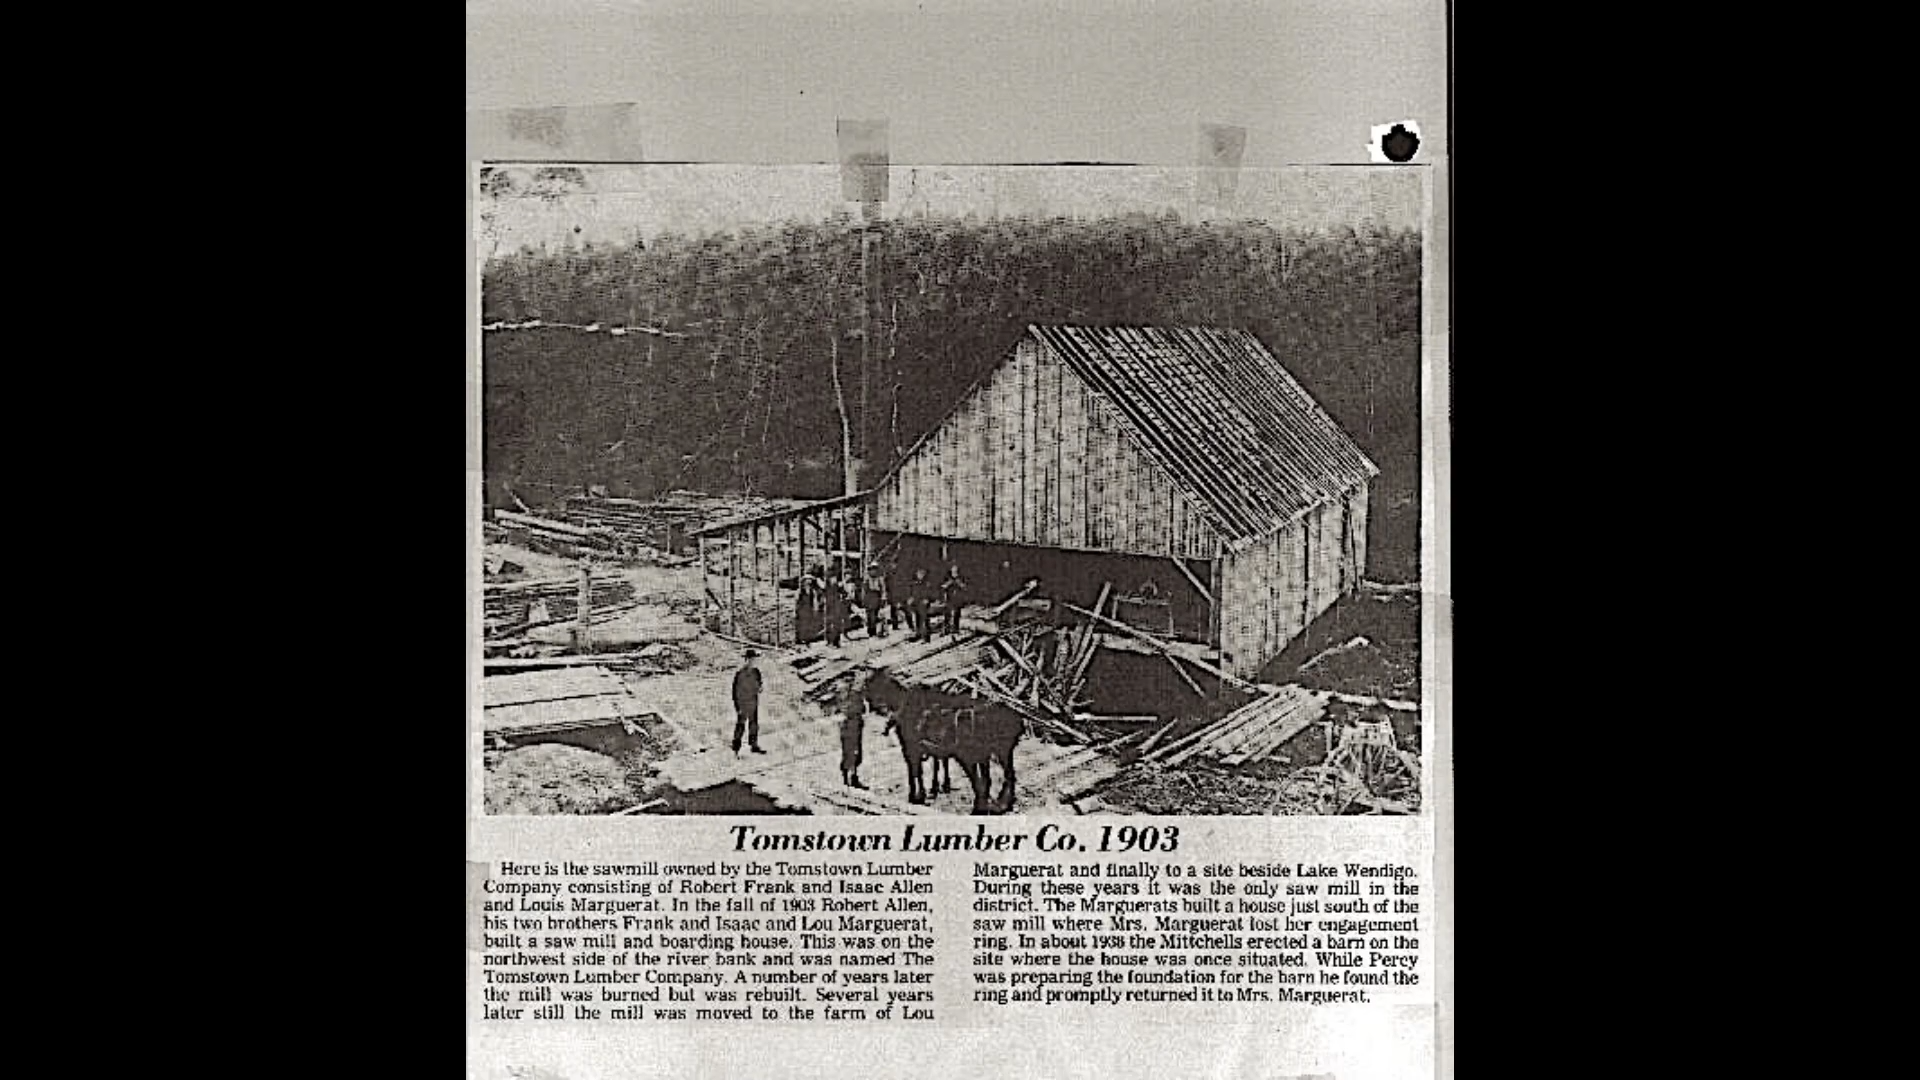 Tomstown Lumber Co. 1903
Here is the sawmill owned by the Tomstown Lumber
Company consisting of Robert Frank and Isaac Allen
and Louis Marguerat. In the fall of 1903 Robert Allen,
his two brothers Frank and Isaac and Lou Marguerat,
built a saw mill and boarding house. This was on the
northwest side of the river bank and was named The
Tomstown Lumber Company. A number of years later
the mill was burned but was rebuilt. Several years
later still the mill was moved to the farm of Lou
Marguerat and finally to a site beside Lake Wendigo.
During these years it was the only saw mill in the
district. The Marguerats built a house just south of the
saw mill where Mrs. Marguerat lost her engagement
ring. In about 1938 the Mittchells erected a barn on the
site where the house was once situated. While Percy
was preparing the foundation for the barn he found the
ring and promptly returned it to Mrs. Marguerat.